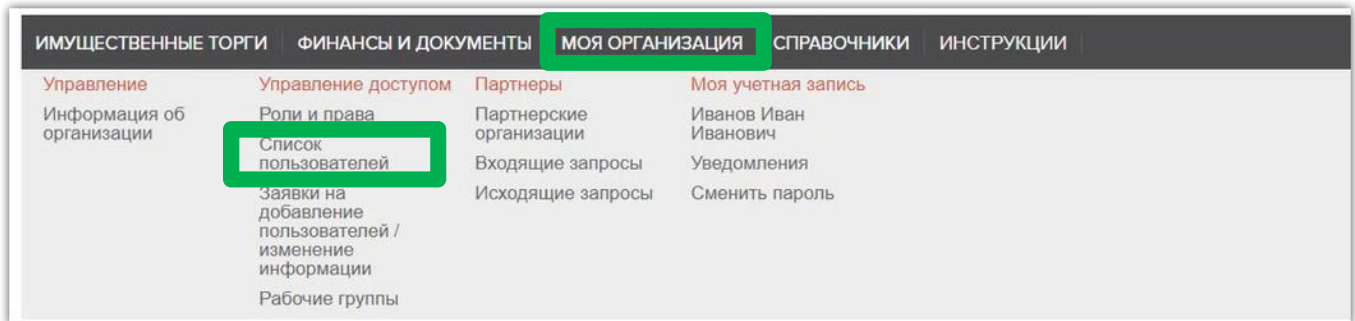 ИМУЩЕСТВЕННЫЕ ТОРГИ ФИНАНСЫ И ДОКУМЕНТЫ МОЯ ОРГАНИЗАЦИЯ СПРАВОЧНИКИ ИНСТРУКЦИИ
Управление
Информация об
организации
Управление доступом
Роли и права
Список
пользователей
Заявки на
добавление
пользователей /
изменение
информации
Рабочие группы
Партнеры
Партнерские
организации
Входящие запросы
Исходящие запросы
Моя учетная запись
Иванов Иван
Иванович
Уведомления
Сменить пароль